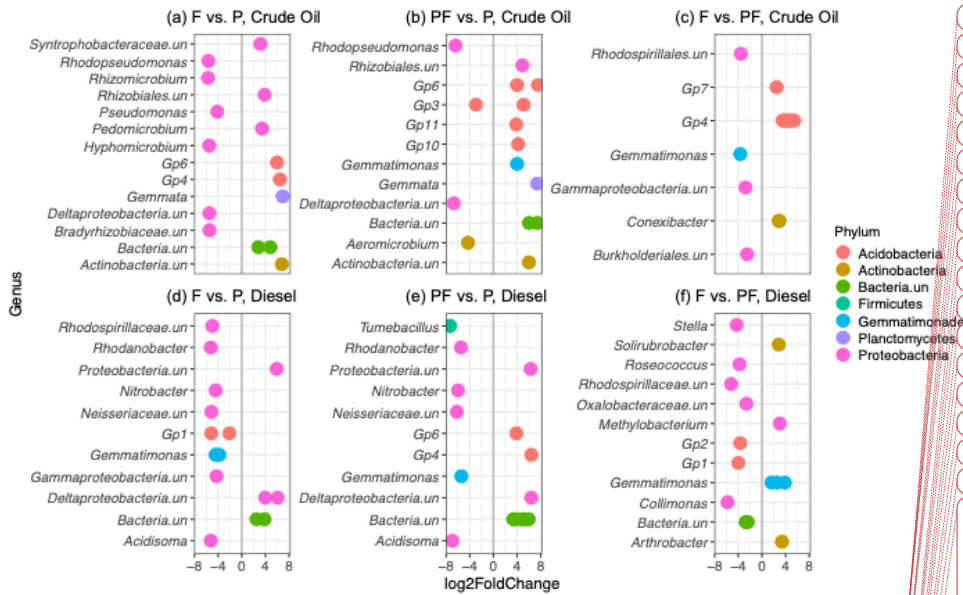 (a) F vs. P, Crude Oil
Syntrophobacteraceae.un
Rhodopseudomonas
Rhizomicrobium
Rhizobiales.un
Pseudomonas
Pedomicrobium
Hyphomicrobium
Gp6
Gp4
Gemmata
Deltaproteobacteria.un
Bradyrhizobiaceae.un
Bacteria.un
Actinobacteria.un
(b) PF vs. P, Crude Oil
Rhodopseudomonas
Rhizobiales.un
Gp6
Gp3
Gp11
Gp10
Gemmatimonas
Gemmata
Deltaproteobacteria.un
Bacteria.un
Aeromicrobium
Actinobacteria.un
(c) F vs. PF, Crude Oil
Rhodospirillales.un
Gp7
Gp4
Gemmatimonas
Gammaproteobacteria.un
Conexibacter
Burkholderiales.un
Genus
(d) F vs. P, Diesel
Rhodospirillaceae.un
Rhodanobacter
Proteobacteria.un
Nitrobacter
Neisseriaceae.un
Gp1
Gemmatimonas
Gammaproteobacteria.un
Deltaproteobacteria.un
Bacteria.un
Acidisoma
−8 −4 0 4 8
(e) PF vs. P, Diesel
Tumebacillus
Rhodanobacter
Proteobacteria.un
Nitrobacter
Neisseriaceae.un
Gp6
Gp4
Gemmatimonas
Deltaproteobacteria.un
Bacteria.un
Acidisoma
−8 −4 0 4 8
(f) F vs. PF, Diesel
Stella
Solirubrobacter
Roseococcus
Rhodospirillaceae.un
Oxalobacteraceae.un
Methylobacterium
Gp2
Gp1
Gemmatimonas
Collimonas
Bacteria.un
Arthrobacter
−8 −4 0 4 8
log2FoldChange
Phylum
Acidobacteria
Actinobacteria
Bacteria.un
Firmicutes
Gemmatimonade
Planctomycetes
Proteobacteria